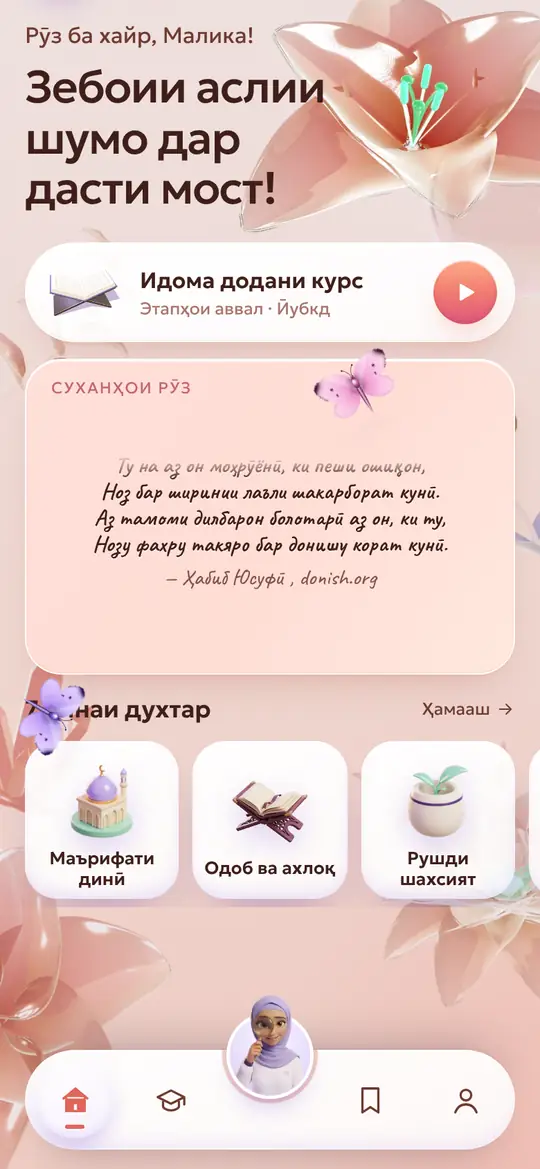 Рӯз ба хайр, Малика!
Зебоии аслии
шумо дар
дасти мост!
Идома додани курс
Этапҳои аввал · Йубкд
СУХАНҲОИ РӮЗ
Ту на аз он моҳрӯёнӣ, ки пеши ошиқон,
Ноз бар ширинии лаъли шакарборат кунӣ.
Аз тамоми дилбарон болотарӣ аз он, ки ту,
Нозу фахру такяро бар донишу корат кунӣ.
— Ҳабиб Юсуфӣ , donish.org
духтар
Ҳамааш →
Маърифати
динӣ
Одоб ва ахлоқ
Рушди
шахсият